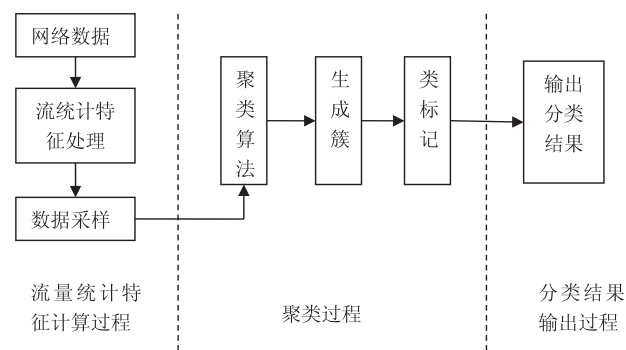 网络数据
流统计特
征处理
数据采样
聚
类
算
法
生
成
簇
类
标
记
输出
分类
结果
流量统计特
征计算过程
聚类过程
分类结果
输出过程